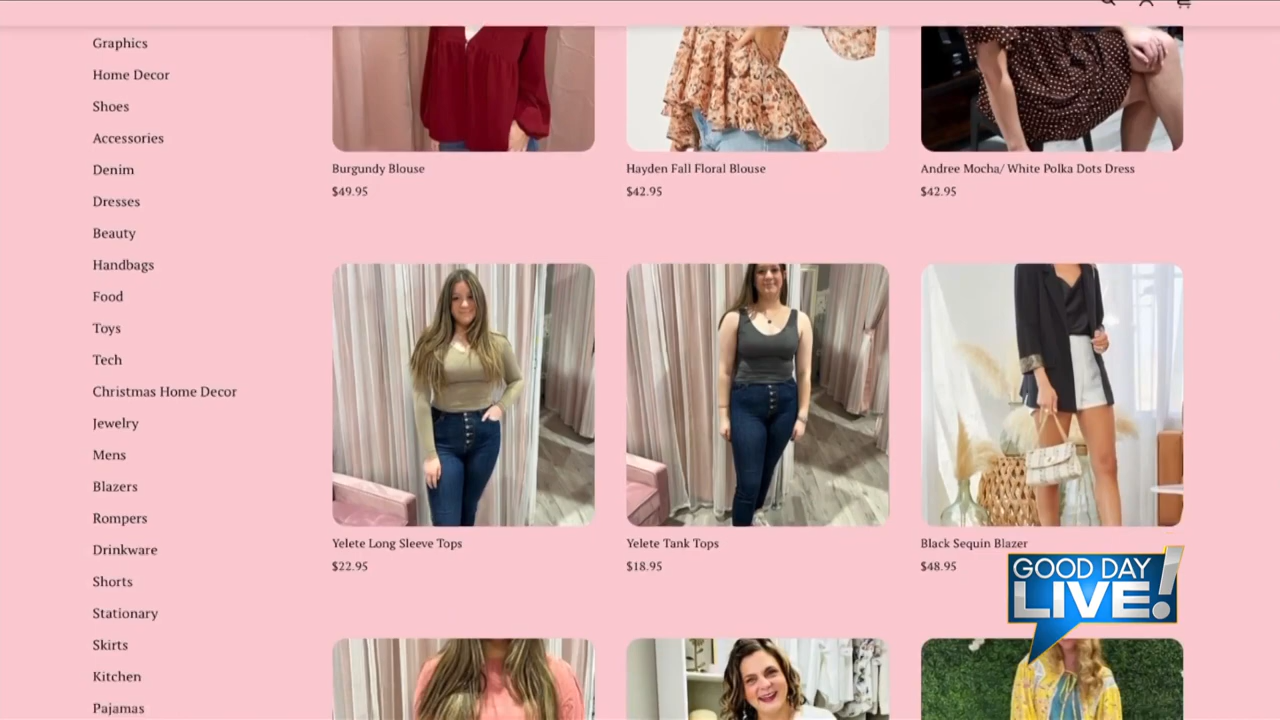 Graphics
Home Decor
Shoes
Accessories
Denim
Dresses
Beauty
Handbags
Food
Toys
Tech
Christmas Home Decor
Jewelry
Mens
Blazers
Rompers
Drinkware
Shorts
Stationary
Skirts
Kitchen
Pajamas
Burgundy Blouse
$49.95
Hayden Fall Floral Blouse
$42.95
Andree Mocha/ White Polka Dots Dress
$42.95
Yelete Long Sleeve Tops
$22.95
Yelete Tank Tops
$18.95
Black Sequin Blazer
$48.95
GOOD DAY
LIVE!